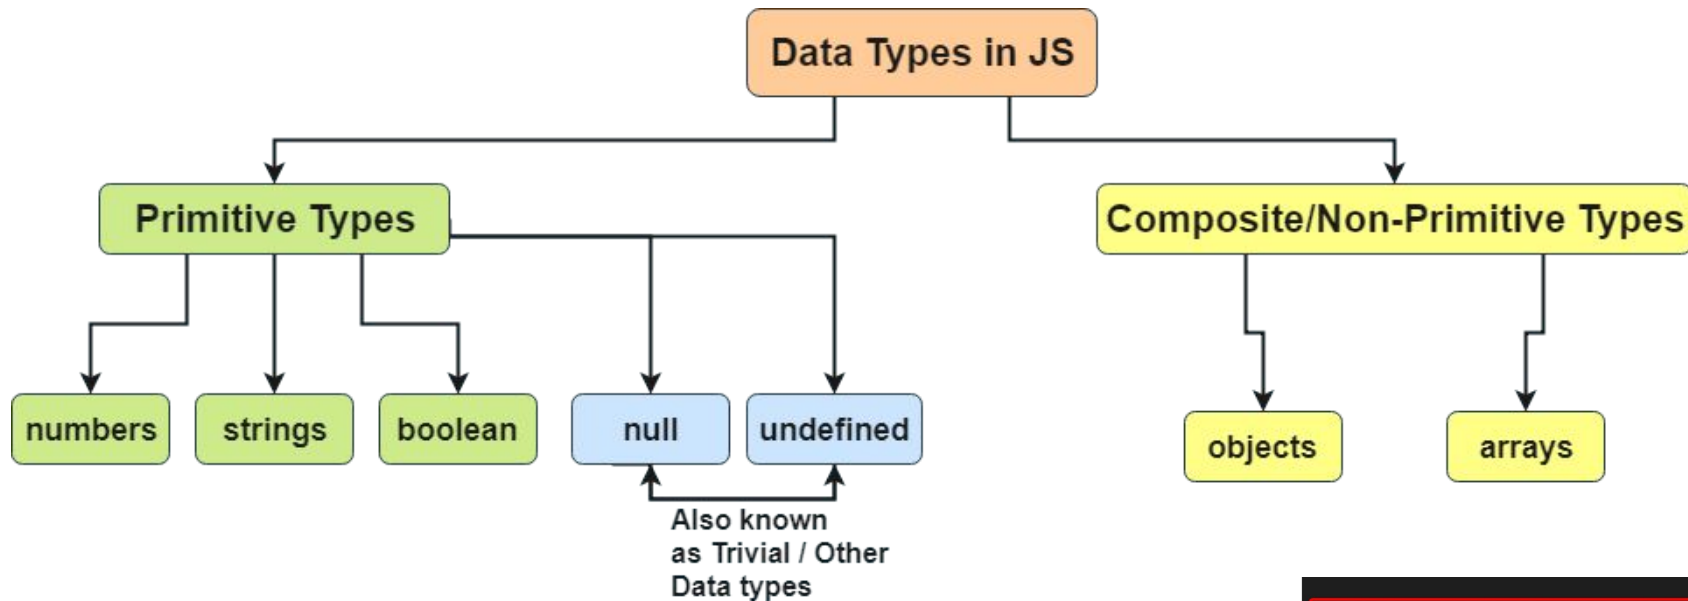 Data Types in JS
Primitive Types
Composite/Non-Primitive Types
numbers
strings
boolean
null
undefined
objects
arrays
Also known
as Trivial / Other
Data types